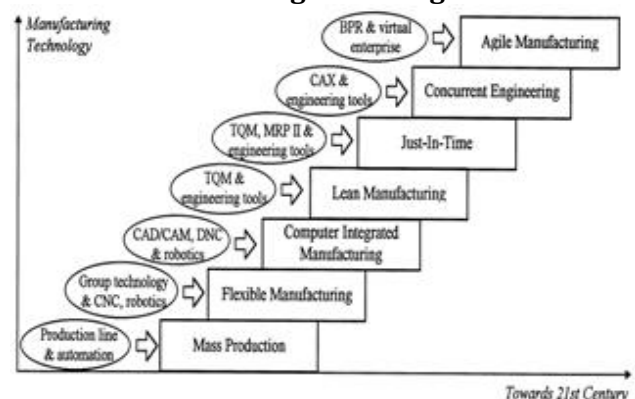 Manufacturing
Technology
BPR & virtual
enterprise
Agile Manufacturing
CAX &
engineering tools
Concurrent Engineering
TQM, MRP II &
engineering tools
Just-In-Time
TQM &
engineering tools
Lean Manufacturing
CAD/CAM, DNC
& robotics
Computer Integrated
Manufacturing
Group technology
& CNC, robotics
Flexible Manufacturing
Production line
& automation
Mass Production
Towards 21st Century